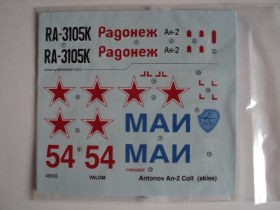 RA-3105K Радонеж Ан-2
RA-3105K Радонеж Ан-2
МАИ
54 54 МАИ
48003 VALOM Antonov An-2 Colt (skies)